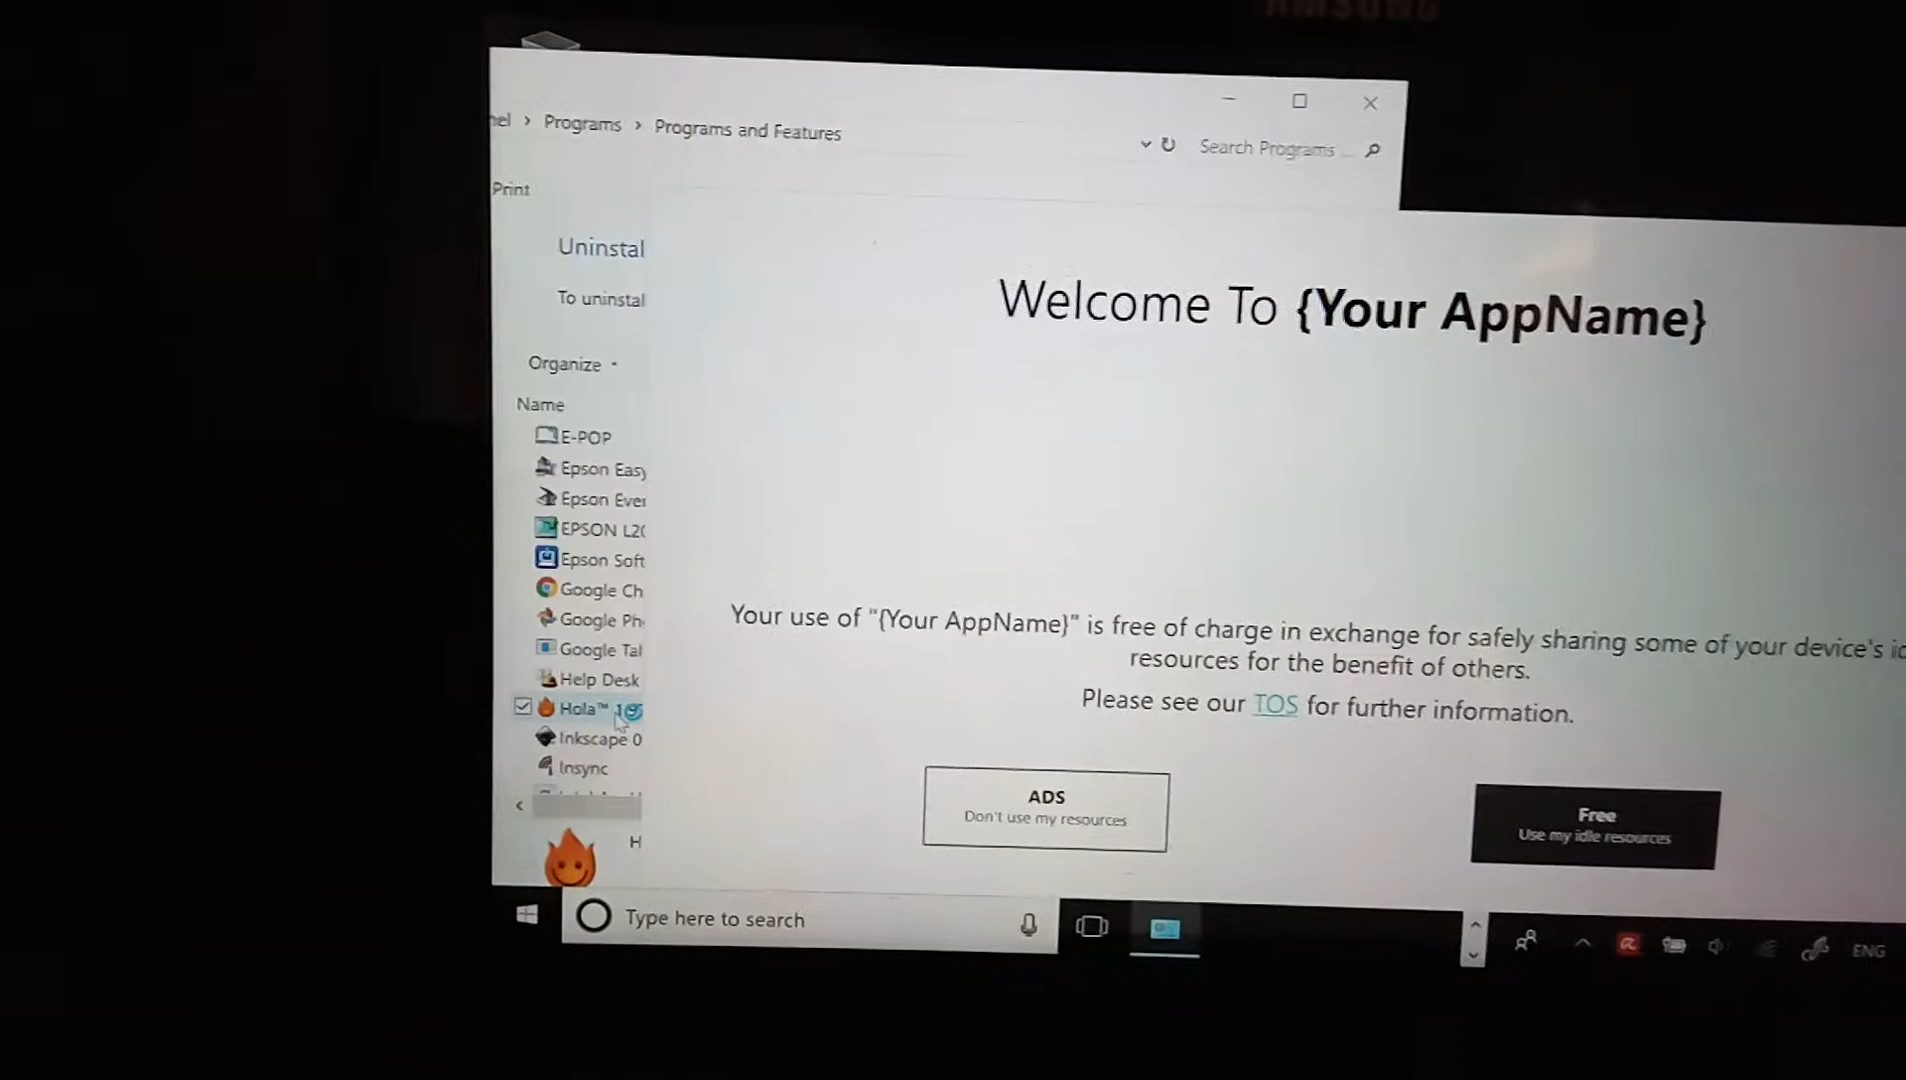 SAMSUNG
Programs > Programs and Features
Search Programs ...
Print
Uninstal
To uninstal
Organize
Name
E-POP
Epson Easy
Epson Ever
EPSON L2
Epson Soft
Google Ch
Google Ph
Google Tal
Help Desk
Hola™
Inkscape 0
Insync
H
Welcome To {Your AppName}
Your use of "{Your AppName}" is free of charge in exchange for safely sharing some of your device's
resources for the benefit of others.
Please see our TOS for further information.
ADS
Don't use my resources
Free
Use my idle resources
Type here to search
ENG